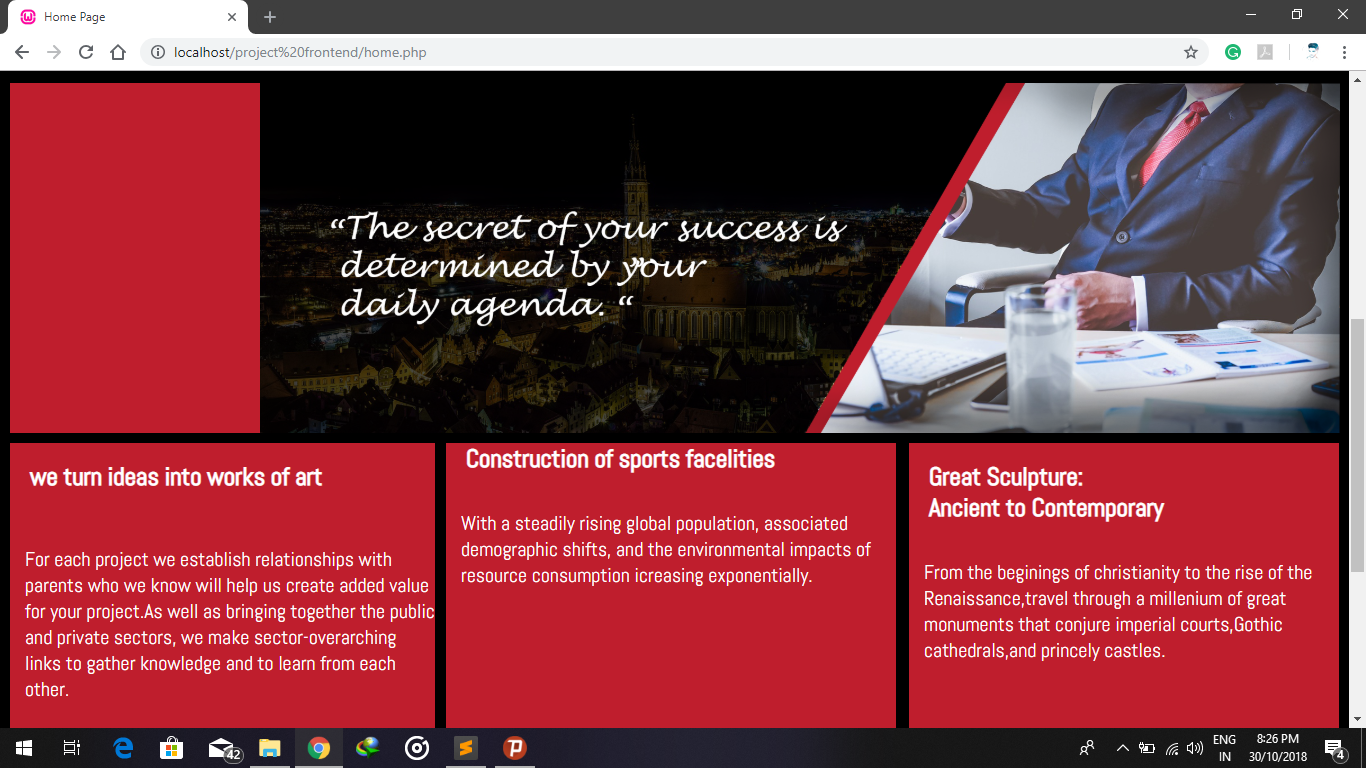 Home Page
localhost/project%20frontend/home.php
“The secret of your success is
determined by your
”
daily agenda. “
we turn ideas into works of art
For each project we establish relationships with
parents who we know will help us create added value
for your project.As well as bringing together the public
and private sectors, we make sector-overarching
links to gather knowledge and to learn from each
other.
Construction of sports facelities
With a steadily rising global population, associated
demographic shifts, and the environmental impacts of
resource consumption icreasing exponentially.
Great Sculpture:
Ancient to Contemporary
From the beginings of christianity to the rise of the
Renaissance,travel through a millenium of great
monuments that conjure imperial courts,Gothic
cathedrals,and princely castles.
42
ENG
IN
8:26 PM
30/10/2018
4